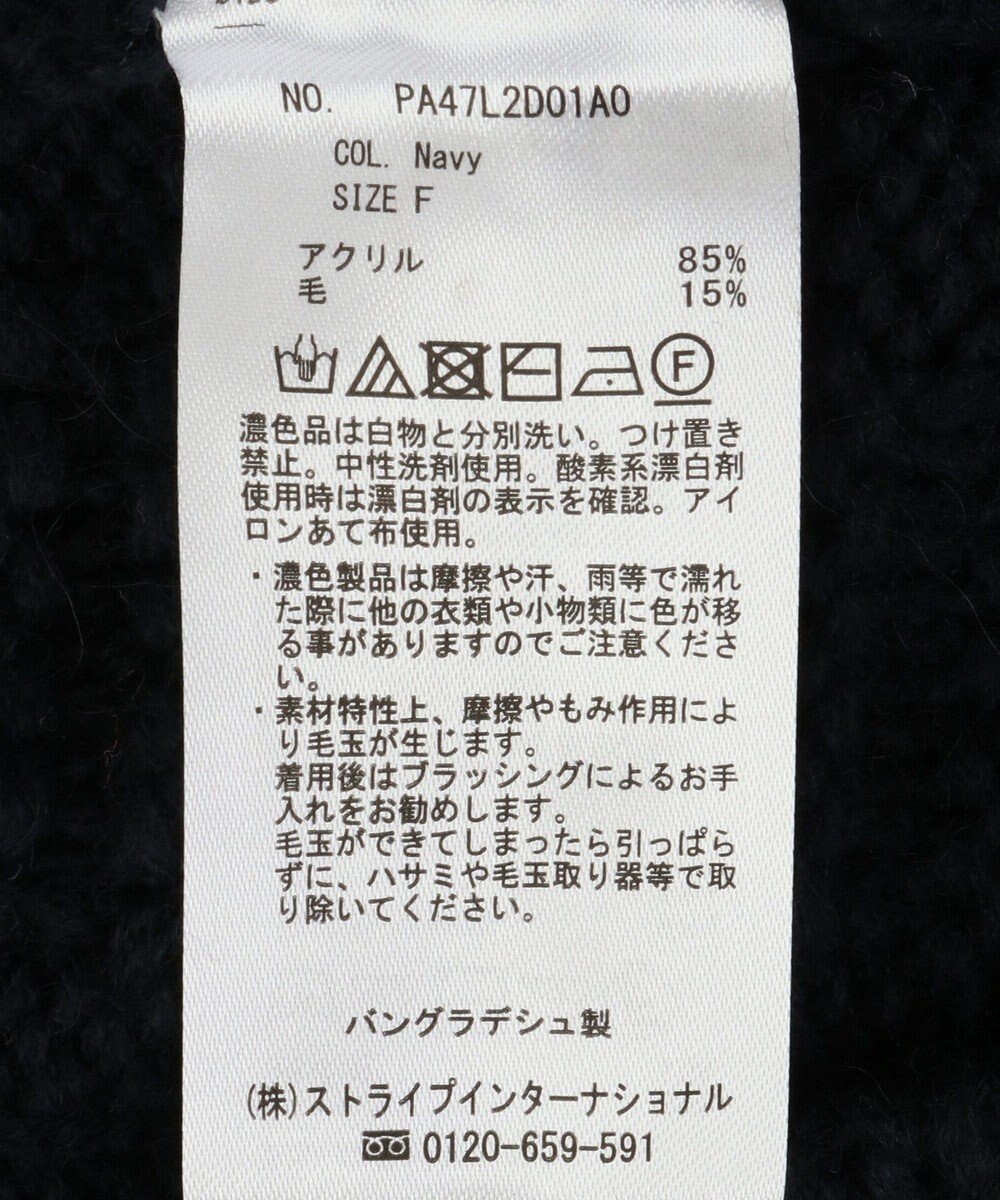 NO. PA47L2D01A0
COL. Navy
SIZE F
アクリル 85%
毛 15%
F
濃色品は白物と分別洗い。つけ置き
禁止。中性洗剤使用。酸素系漂白剤
使用時は漂白剤の表示を確認。アイ
ロンあて布使用。
・濃色製品は摩擦や汗、雨等で濡れ
た際に他の衣類や小物類に色が移
る事がありますのでご注意くださ
い。
・素材特性上、摩擦やもみ作用によ
り毛玉が生じます。
着用後はブラッシングによるお手
入れをお勧めします。
毛玉ができてしまったら引っぱら
ずに、ハサミや毛玉取り器等で取
り除いてください。
バングラデシュ製
(株)ストライプインターナショナル
0120-659-591